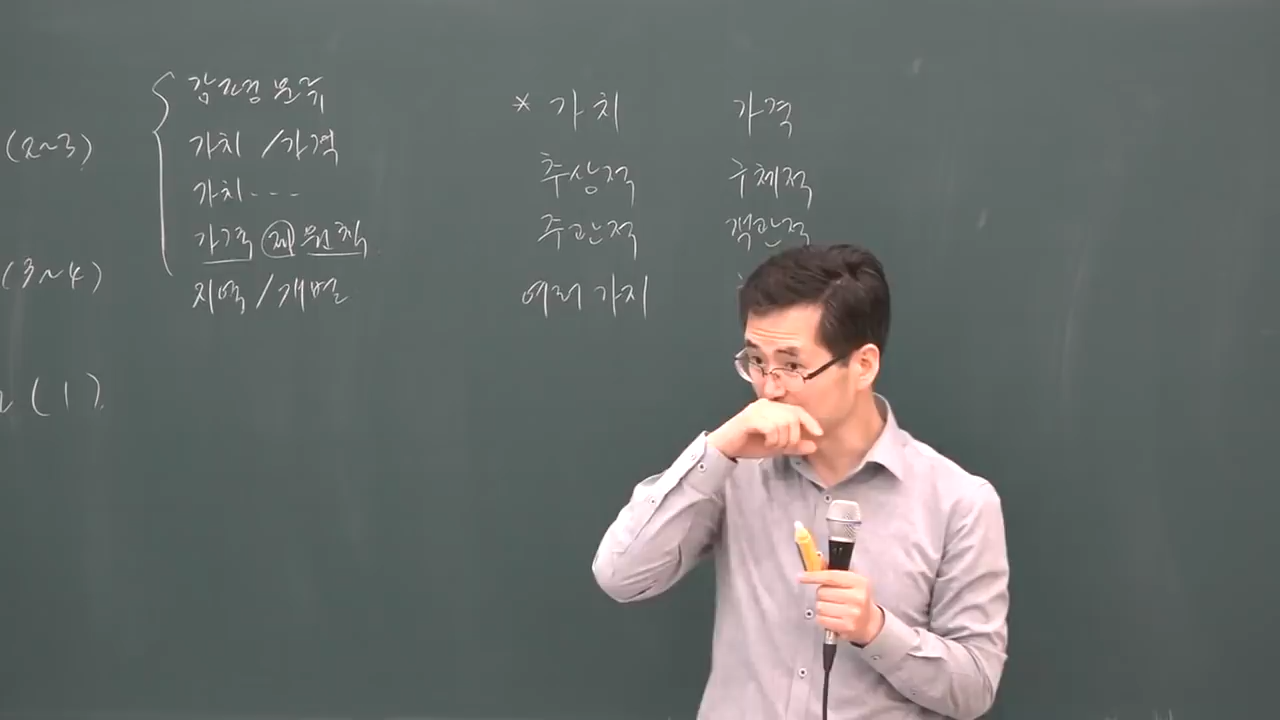 (2~3)
감정평 분류
가치 / 가격
가치 - - -
가격 제 원칙
(3~4)
지역 / 개별
(1)
* 가치 가격
추상적 구체적
주관적 객관적
여러 가지